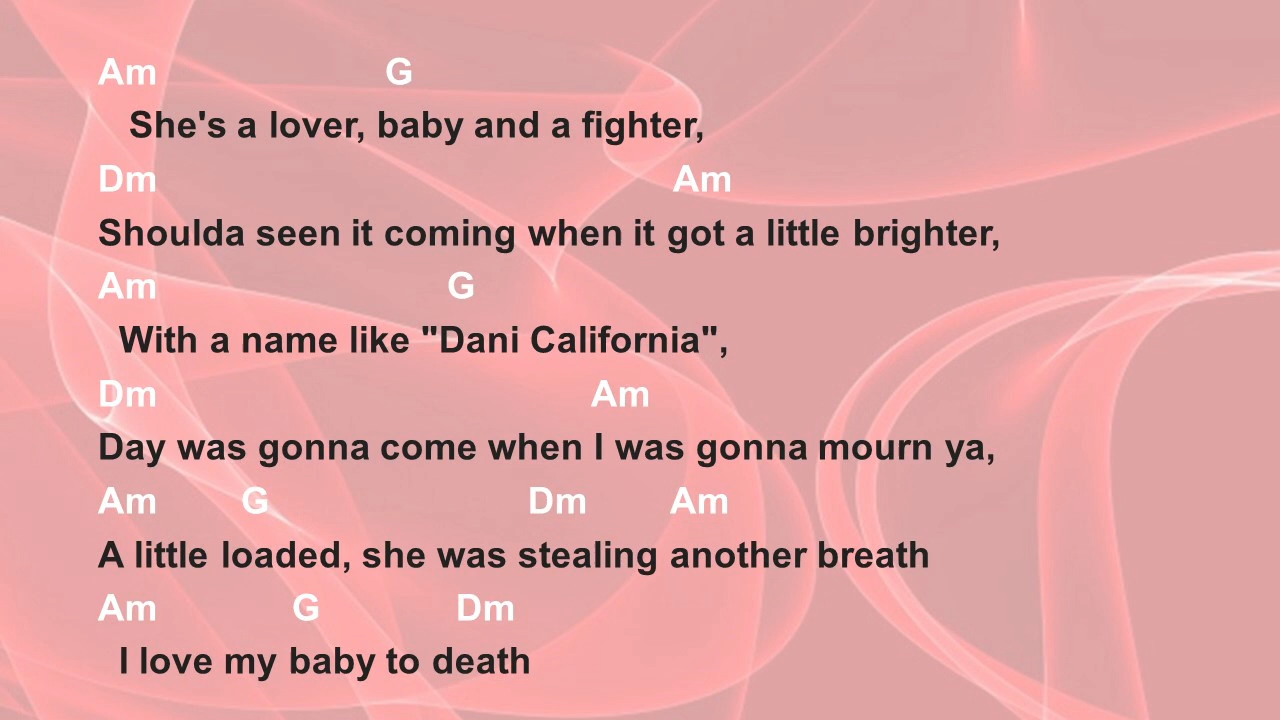 Am G
She's a lover, baby and a fighter,
Dm Am
Shoulda seen it coming when it got a little brighter,
Am G
With a name like "Dani California",
Dm Am
Day was gonna come when I was gonna mourn ya,
Am G Dm Am
A little loaded, she was stealing another breath
Am G Dm
I love my baby to death